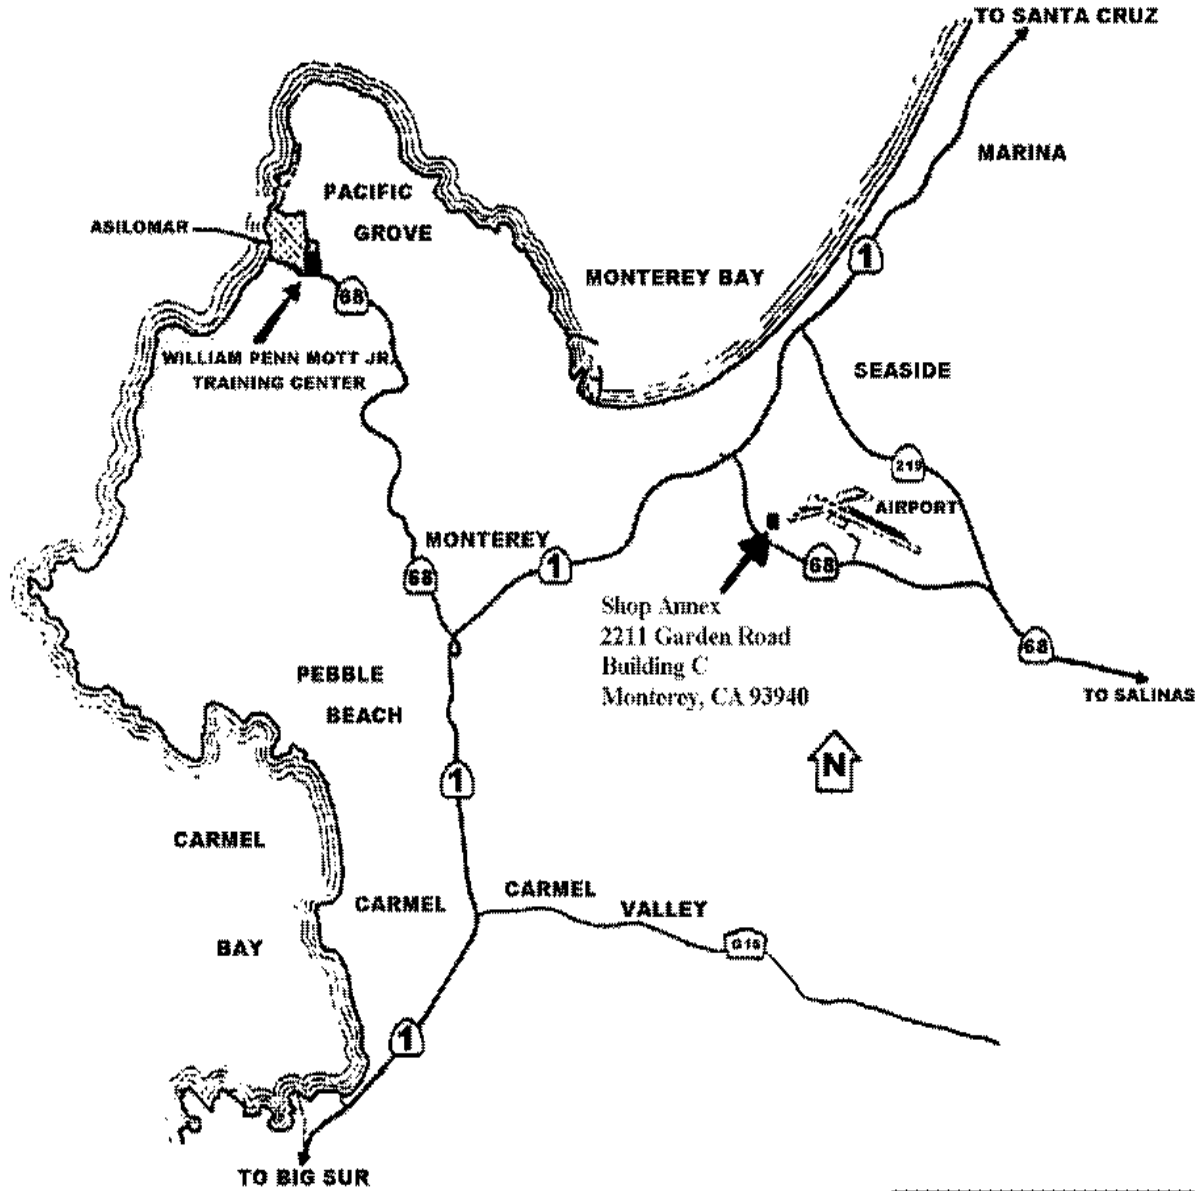 TO SANTA CRUZ
MARINA
PACIFIC
GROVE
ASILOMAR
1
MONTEREY BAY
68
WILLIAM PENN MOTT JR.
TRAINING CENTER
SEASIDE
219
AIRPORT
MONTEREY
1
68
68
Shop Annex
2211 Garden Road
Building C
Monterey, CA 93940
68
TO SALINAS
PEBBLE
BEACH
N
1
CARMEL
BAY
CARMEL
CARMEL
VALLEY
G16
1
TO BIG SUR